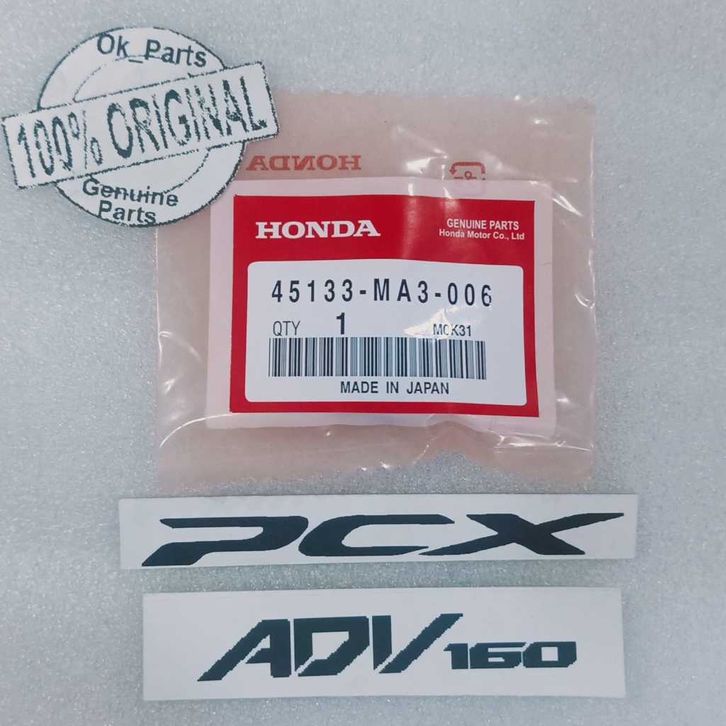 Ok_Parts
100% ORIGINAL
Genuine
Parts
HONDA
HONDA
GENUINE PARTS
Honda Motor Co., Ltd
45133-MA3-006
QTY 1 MCK31
MADE IN JAPAN
PCX
ADV160